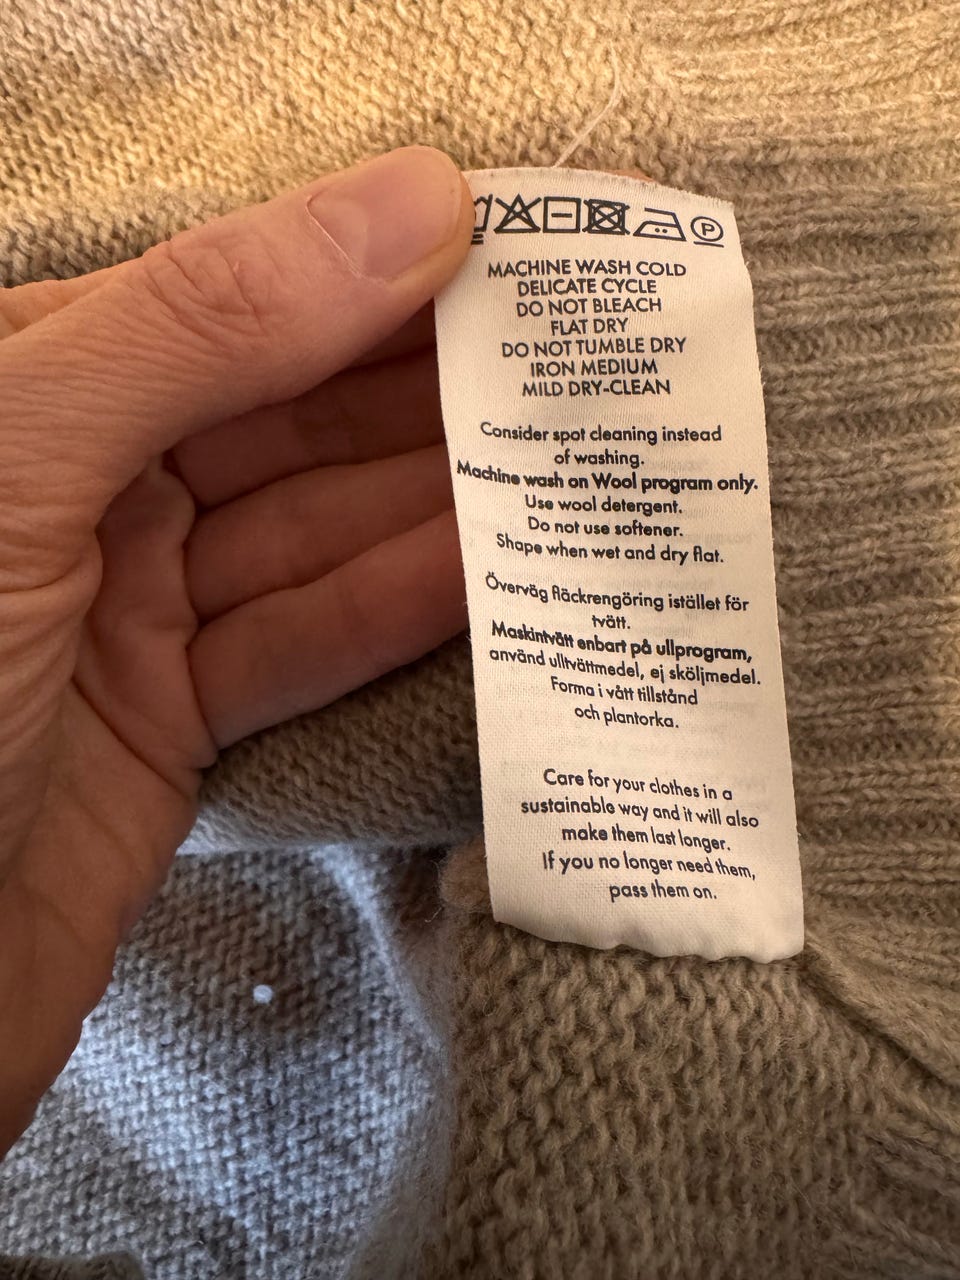 P
MACHINE WASH COLD
DELICATE CYCLE
DO NOT BLEACH
FLAT DRY
DO NOT TUMBLE DRY
IRON MEDIUM
MILD DRY-CLEAN
Consider spot cleaning instead
of washing.
Machine wash on Wool program only.
Use wool detergent.
Do not use softener.
Shape when wet and dry flat.
Överväg fläckrengöring istället för
tvätt.
Maskintvätt enbart på ullprogram,
använd ulltvättmedel, ej sköljmedel.
Forma i vått tillstånd
och plantorka.
Care for your clothes in a
sustainable way and it will also
make them last longer.
If you no longer need them,
pass them on.